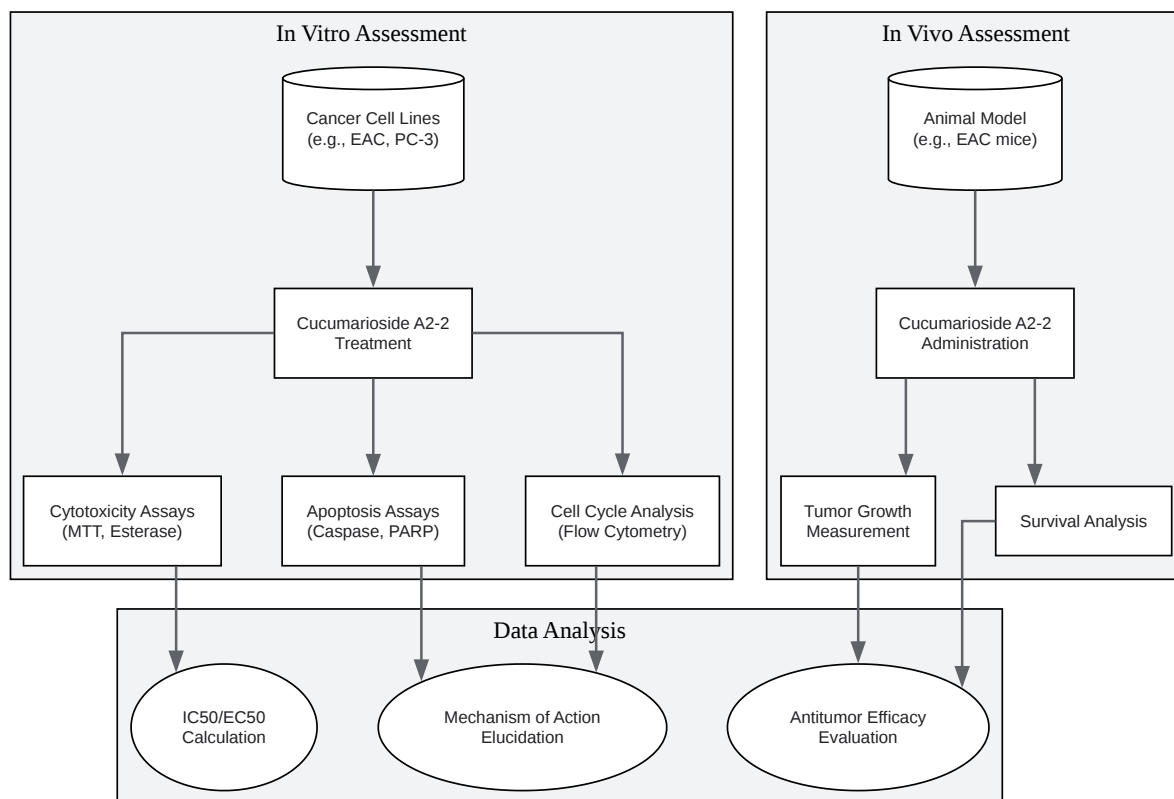 In Vitro Assessment
Cancer Cell Lines
(e.g., EAC, PC-3)
Cucumarioside A2-2
Treatment
Cytotoxicity Assays
(MTT, Esterase)
Apoptosis Assays
(Caspase, PARP)
Cell Cycle Analysis
(Flow Cytometry)
In Vivo Assessment
Animal Model
(e.g., EAC mice)
Cucumarioside A2-2
Administration
Tumor Growth
Measurement
Survival Analysis
Data Analysis
IC50/EC50
Calculation
Mechanism of Action
Elucidation
Antitumor Efficacy
Evaluation